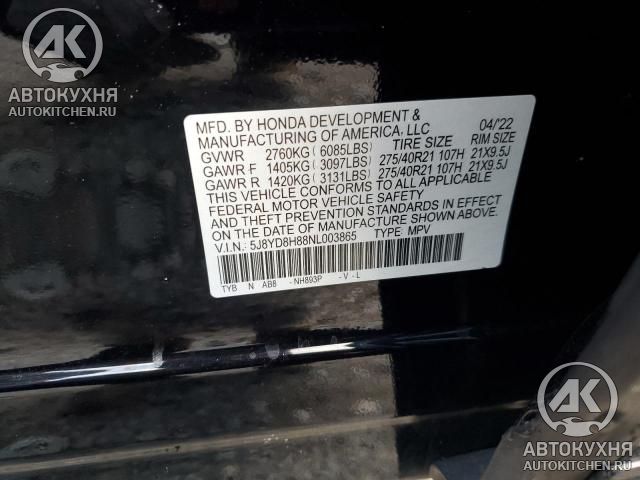 AK
АВТОКУХНЯ
AUTOKITCHEN.RU
MFD. BY HONDA DEVELOPMENT & 04/'22
MANUFACTURING OF AMERICA, LLC TIRE SIZE RIM SIZE
GVWR 2760KG (6085LBS)
GAWR F 1405KG (3097LBS) 275/40R21 107H 21X9.5J
GAWR R 1420KG (3131LBS) 275/40R21 107H 21X9.5J
THIS VEHICLE CONFORMS TO ALL APPLICABLE
FEDERAL MOTOR VEHICLE SAFETY
AND THEFT PREVENTION STANDARDS IN EFFECT
ON THE DATE OF MANUFACTURE SHOWN ABOVE.
V.I.N.: 5J8YD8H88NL003865 TYPE: MPV
TYB N AB8 -NH893P -V-L
AK
АВТОКУХНЯ
AUTOKITCHEN.RU